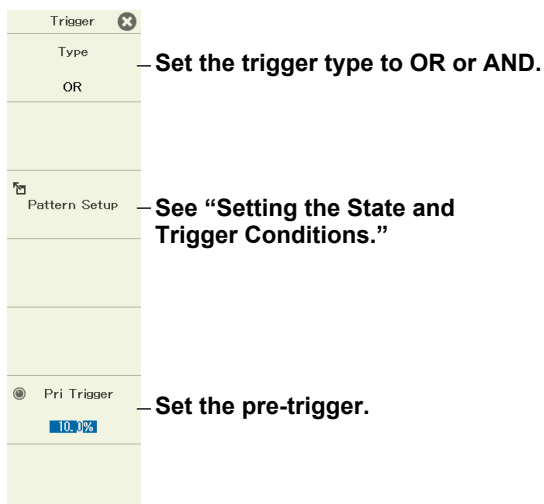 Trigger
Type
OR
Set the trigger type to OR or AND.
Pattern Setup
See “Setting the State and
Trigger Conditions.”
Pri Trigger
10.0%
Set the pre-trigger.